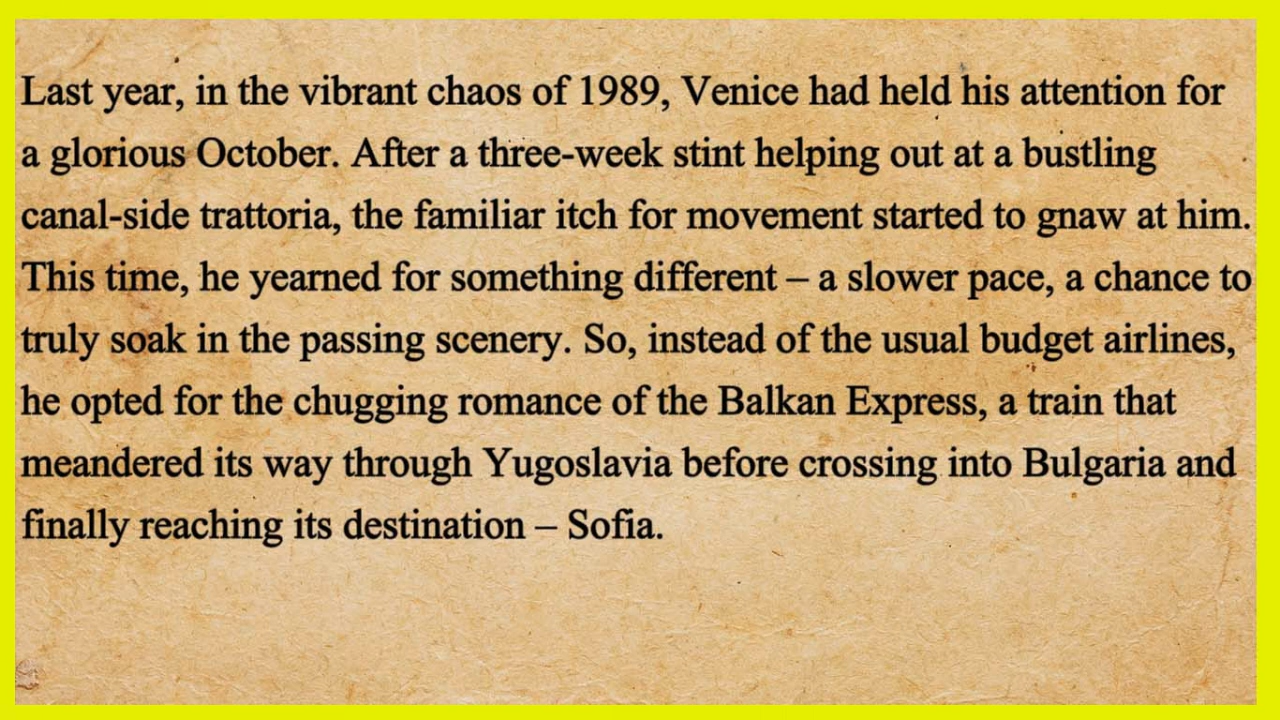 Last year, in the vibrant chaos of 1989, Venice had held his attention for
a glorious October. After a three-week stint helping out at a bustling
canal-side trattoria, the familiar itch for movement started to gnaw at him.
This time, he yearned for something different – a slower pace, a chance to
truly soak in the passing scenery. So, instead of the usual budget airlines,
he opted for the chugging romance of the Balkan Express, a train that
meandered its way through Yugoslavia before crossing into Bulgaria and
finally reaching its destination – Sofia.